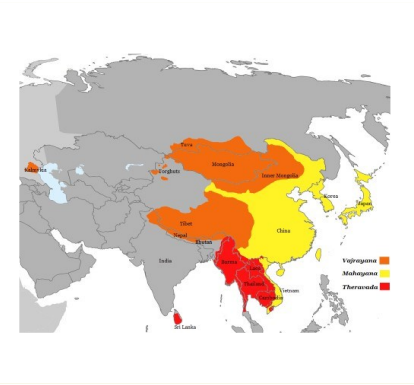 Tuva
Kalmykia
Torghuts
Mongolia
Inner Mongolia
Korea
Japan
Tibet
Nepal
Bhutan
China
India
Burma
Laos
Thailand
Vietnam
Cambodia
Sri Lanka
Vajrayana
Mahayana
Theravada